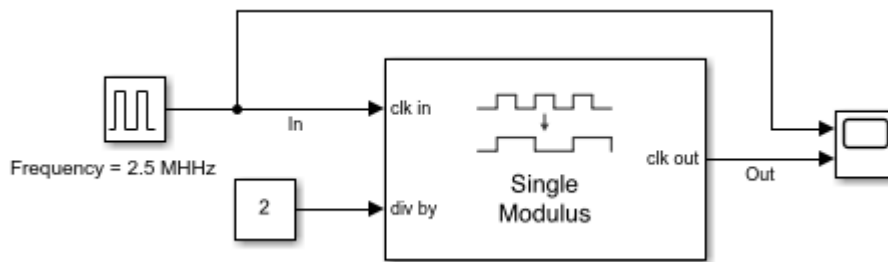 clk in
In
clk out
Frequency = 2.5 MHHz
Out
Single
Modulus
2
div by